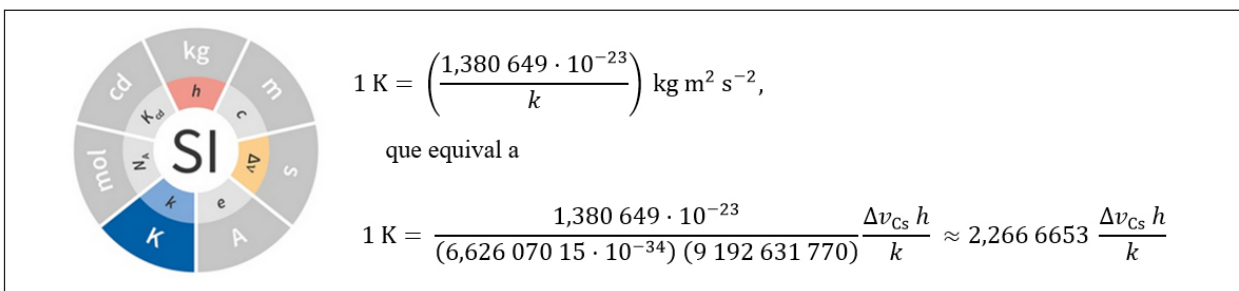 kg
m
s
A
K
mol
cd
h
c
Δν
e
k
N_A
K_cd
SI
1 K = (1,380 649 · 10⁻²³ / k) kg m² s⁻²,
que equival a
1 K = 1,380 649 · 10⁻²³ / (6,626 070 15 · 10⁻³⁴) (9 192 631 770) Δν_Cs h / k ≈ 2,266 6653 Δν_Cs h / k